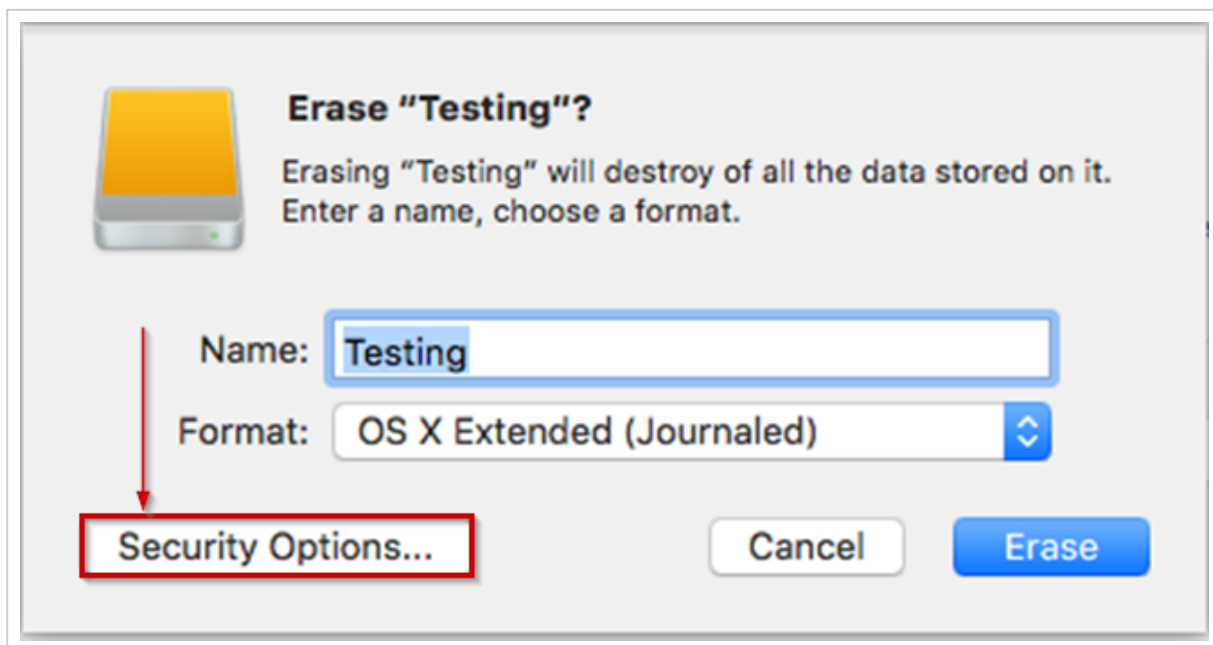 Erase “Testing”?
Erasing “Testing” will destroy of all the data stored on it.
Enter a name, choose a format.
Name: Testing
Format: OS X Extended (Journaled)
Security Options... Cancel Erase